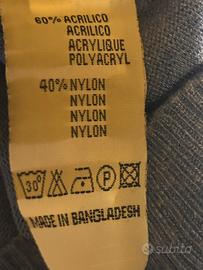 60% ACRILICO
ACRILICO
ACRYLIQUE
POLYACRYL
40% NYLON
NYLON
NYLON
NYLON
30° P
MADE IN BANGLADESH
subito